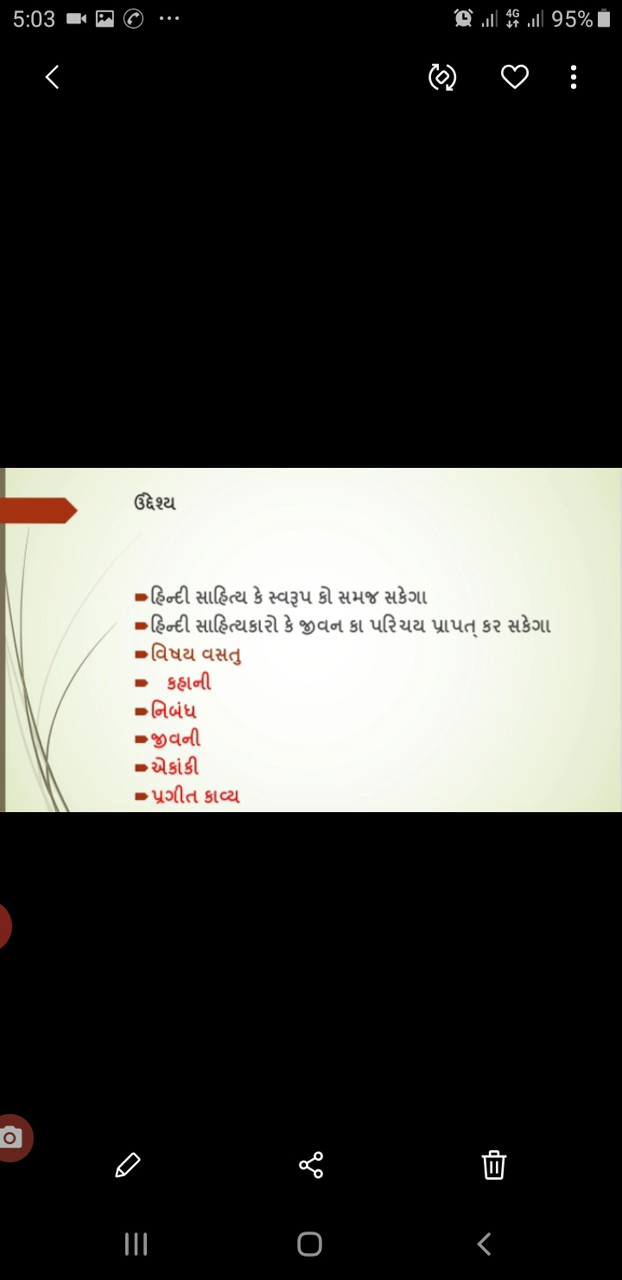 5:03
4G
95%
ઉદ્દેશ્ય
હિન્દી સાહિત્ય કે સ્વરૂપ કો સમજ સકેગા
હિન્દી સાહિત્યકારો કે જીવન કા પરિચય પ્રાપત્ કર સકેગા
વિષય વસતુ
કહાની
નિબંધ
જીવની
એકાંકી
પ્રગીત કાવ્ય